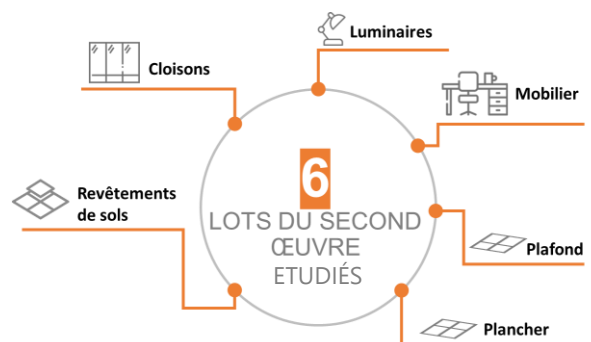 Luminaires
Cloisons
Mobilier
6
LOTS DU SECOND
ŒUVRE
ETUDIÉS
Revêtements
de sols
Plafond
Plancher